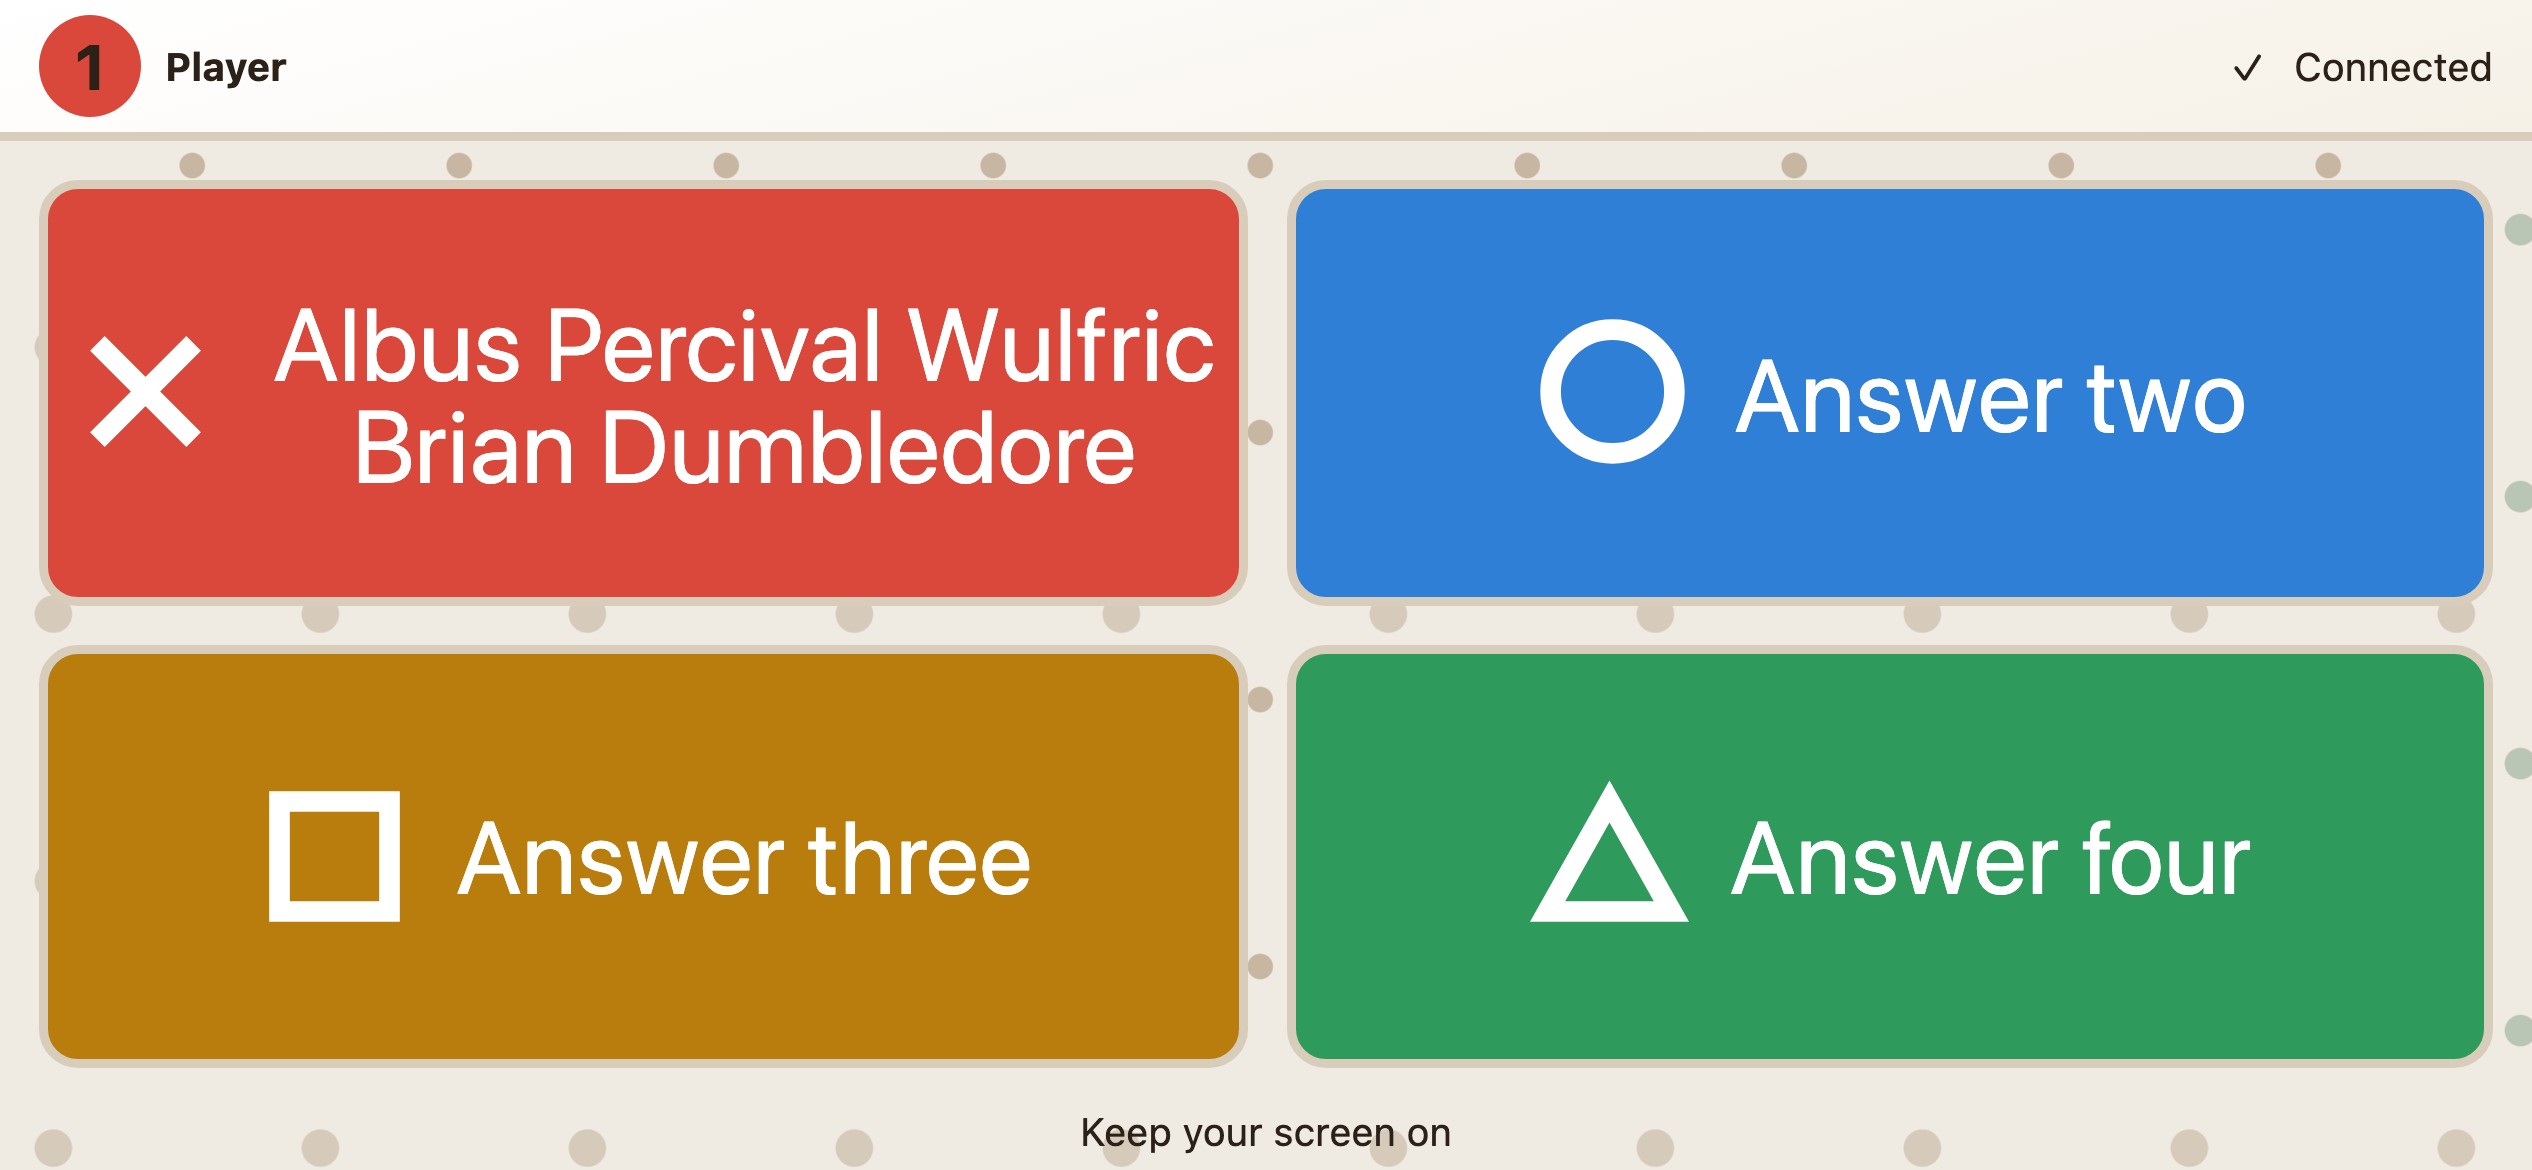 1 Player
✓ Connected
Albus Percival Wulfric
Brian Dumbledore
Answer two
Answer three
Answer four
Keep your screen on